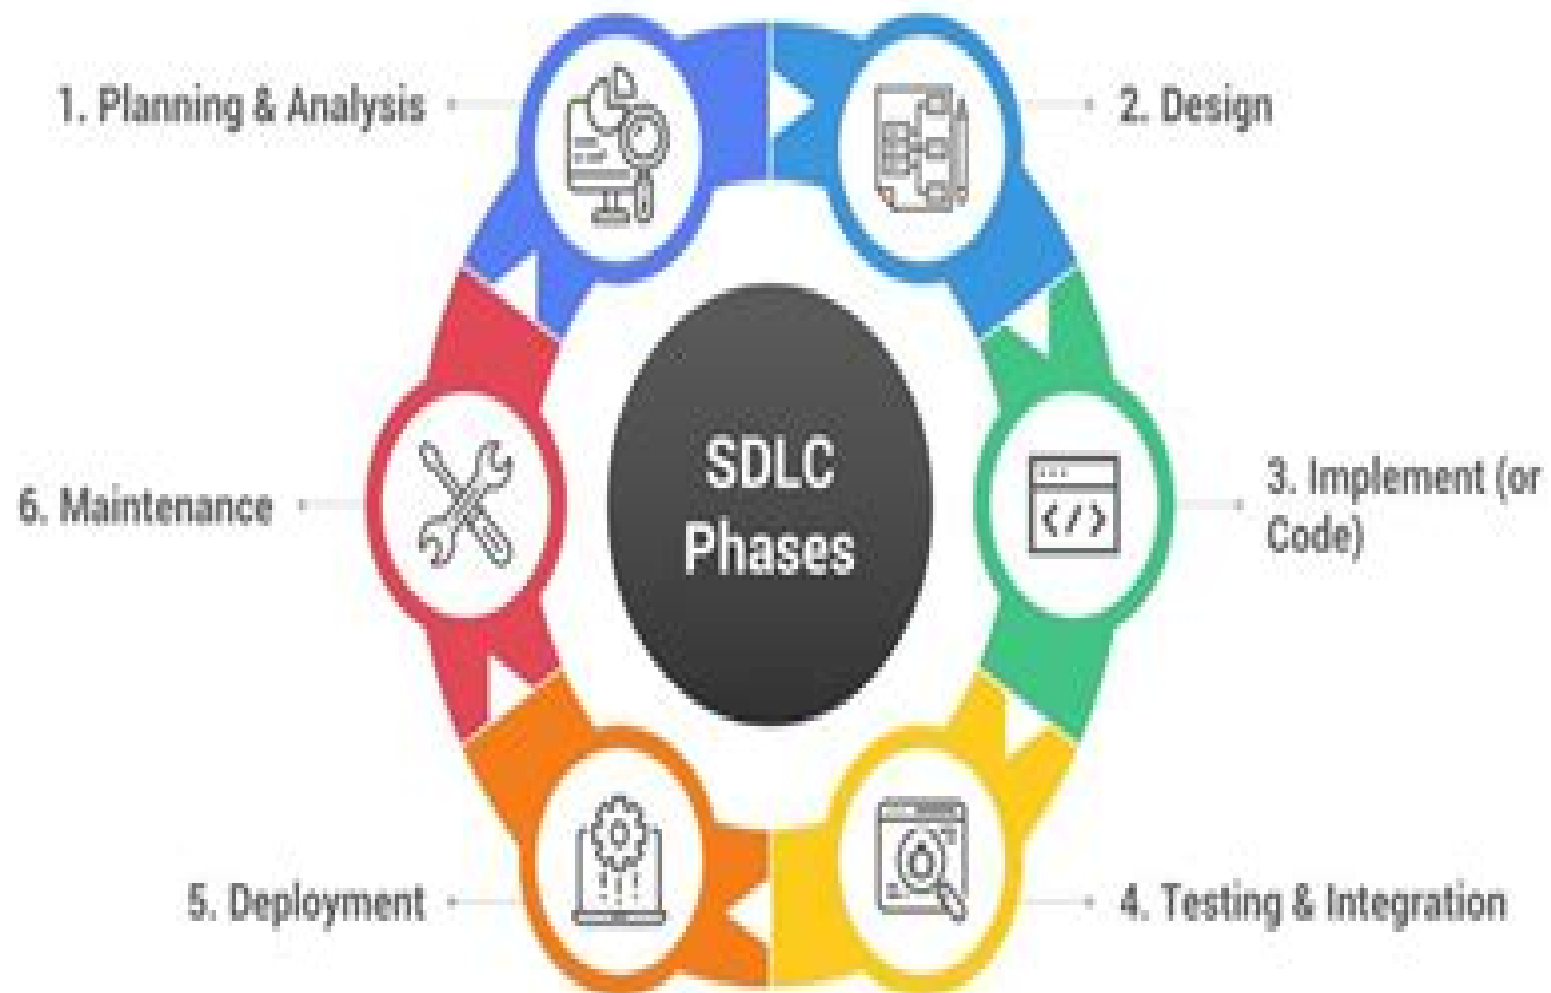 1. Planning & Analysis
2. Design
SDLC
Phases
3. Implement (or
Code)
4. Testing & Integration
5. Deployment
6. Maintenance